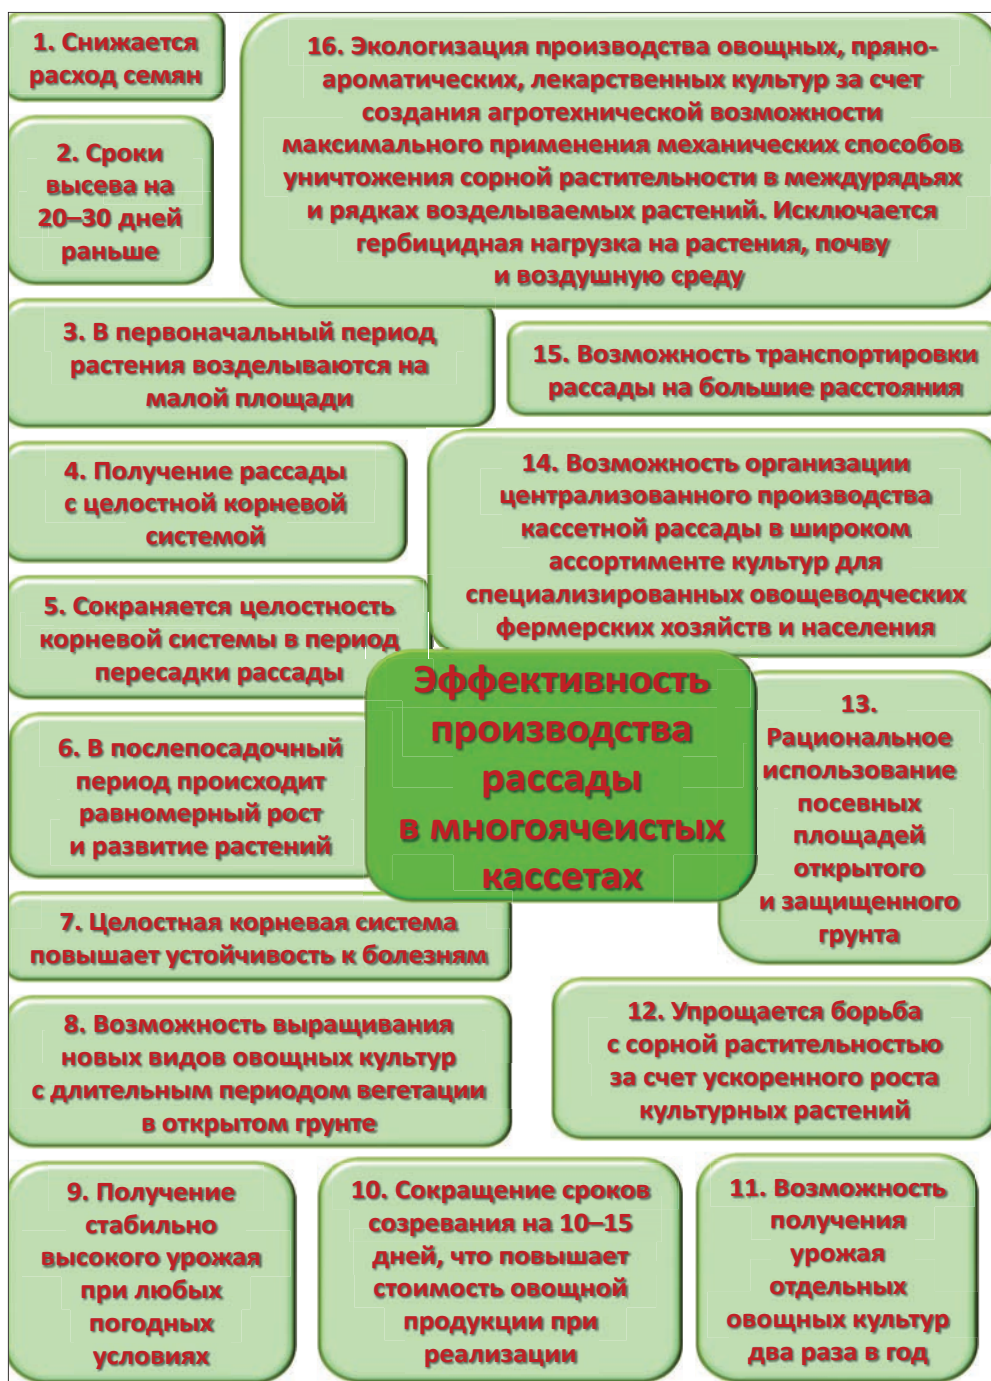 1. Снижается
расход семян
16. Экологизация производства овощных, пряно-
ароматических, лекарственных культур за счет
создания агротехнической возможности
максимального применения механических способов
уничтожения сорной растительности в междурядьях
и рядках возделываемых растений. Исключается
гербицидная нагрузка на растения, почву
и воздушную среду
2. Сроки
высева на
20–30 дней
раньше
3. В первоначальный период
растения возделываются на
малой площади
15. Возможность транспортировки
рассады на большие расстояния
4. Получение рассады
с целостной корневой
системой
14. Возможность организации
централизованного производства
кассетной рассады в широком
ассортименте культур для
специализированных овощеводческих
фермерских хозяйств и населения
5. Сокраняется целостность
корневой системы в период
пересадки рассады
Эффективность
производства
рассады
в многоячеистых
кассетах
13.
Рациональное
использование
посевных
площадей
открытого
и защищенного
грунта
6. В послепосадочный
период происходит
равномерный рост
и развитие растений
7. Целостная корневая система
повышает устойчивость к болезням
8. Возможность выращивания
новых видов овощных культур
с длительным периодом вегетации
в открытом грунте
12. Упрощается борьба
с сорной растительностью
за счет ускоренного роста
культурных растений
9. Получение
стабильно
высокого урожая
при любых
погодных
условиях
10. Сокращение сроков
созревания на 10–15
дней, что повышает
стоимость овощной
продукции при
реализации
11. Возможность
получения
урожая
отдельных
овощных культур
два раза в год